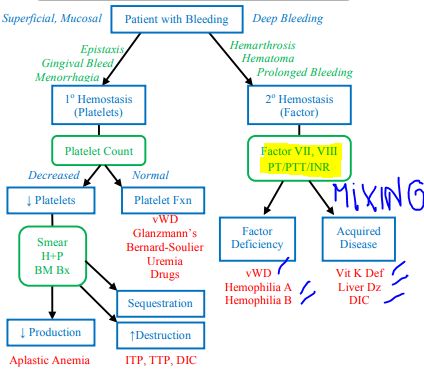 Superficial, Mucosal
Patient with Bleeding
Deep Bleeding
Epistaxis
Gingival Bleed
Menorrhagia
Hemarthrosis
Hematoma
Prolonged Bleeding
1° Hemostasis
(Platelets)
2° Hemostasis
(Factor)
Platelet Count
Factor VII, VIII
PT/PTT/INR
Decreased
Normal
MiXING
↓ Platelets
Platelet Fxn
vWD
Glanzmann's
Bernard-Soulier
Uremia
Drugs
Factor
Deficiency
Acquired
Disease
Smear
H+P
BM Bx
vWD
Hemophilia A
Hemophilia B
Vit K Def
Liver Dz
DIC
Sequestration
↓ Production
↑Destruction
Aplastic Anemia
ITP, TTP, DIC